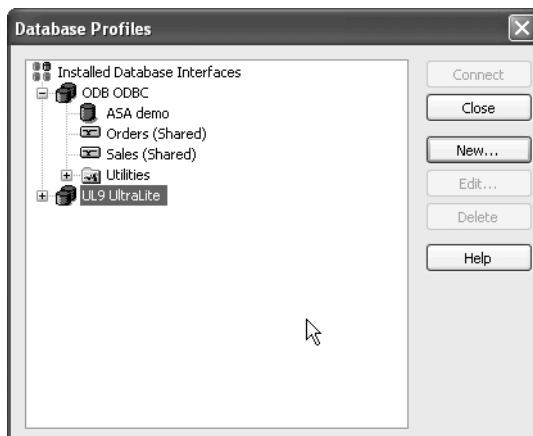 Database Profiles
Installed Database Interfaces
ODB ODBC
ASA demo
Orders (Shared)
Sales (Shared)
Utilities
UL9 UltraLite
Connect
Close
New...
Edit...
Delete
Help